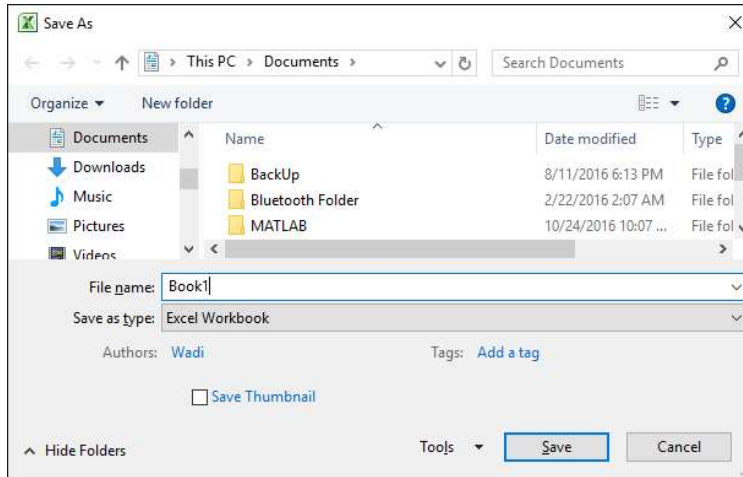 Save As
This PC > Documents >
Search Documents
Organize
New folder
?
Documents
Downloads
Music
Pictures
Videos
Name
Date modified
Type
BackUp
8/11/2016 6:13 PM
File fol
Bluetooth Folder
2/22/2016 2:07 AM
File fol
MATLAB
10/24/2016 10:07 ...
File fol
File name: Book1
Save as type: Excel Workbook
Authors: Wadi
Tags: Add a tag
Save Thumbnail
Hide Folders
Tools
Save
Cancel